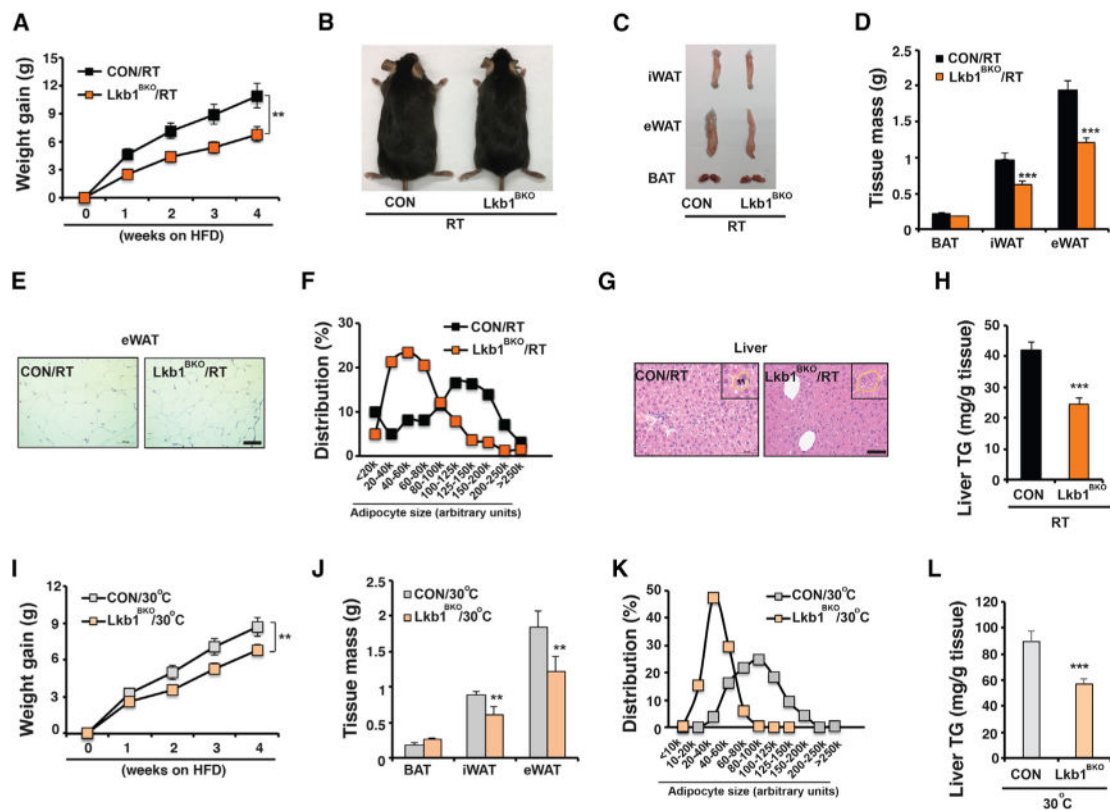 A
Weight gain (g)
15
12
9
6
3
0
CON/RT
Lkb1BKO/RT
**
0 1 2 3 4
(weeks on HFD)
B
CON Lkb1BKO
RT
C
iWAT
eWAT
BAT
CON Lkb1BKO
RT
D
Tissue mass (g)
2.5
2
1.5
1
0.5
0
CON/RT
Lkb1BKO/RT
***
***
BAT iWAT eWAT
E
eWAT
CON/RT
Lkb1BKO/RT
F
Distribution (%)
30
20
10
0
CON/RT
Lkb1BKO/RT
<20k
20-40k
40-60k
60-80k
80-100k
100-125k
125-150k
150-200k
200-250k
>250k
Adipocyte size (arbitrary units)
G
Liver
CON/RT
Lkb1BKO/RT
H
Liver TG (mg/g tissue)
50
40
30
20
10
0
***
CON Lkb1BKO
RT
I
Weight gain (g)
12
9
6
3
0
CON/30°C
Lkb1BKO/30°C
**
0 1 2 3 4
(weeks on HFD)
J
Tissue mass (g)
2.5
2
1.5
1
0.5
0
CON/30°C
Lkb1BKO/30°C
**
**
BAT iWAT eWAT
K
Distribution (%)
50
40
30
20
10
0
CON/30°C
Lkb1BKO/30°C
<10k
10-20k
20-40k
40-60k
60-80k
80-100k
100-125k
125-150k
150-200k
200-250k
>250k
Adipocyte size (arbitrary units)
L
Liver TG (mg/g tissue)
120
100
80
60
40
20
0
***
CON Lkb1BKO
30°C